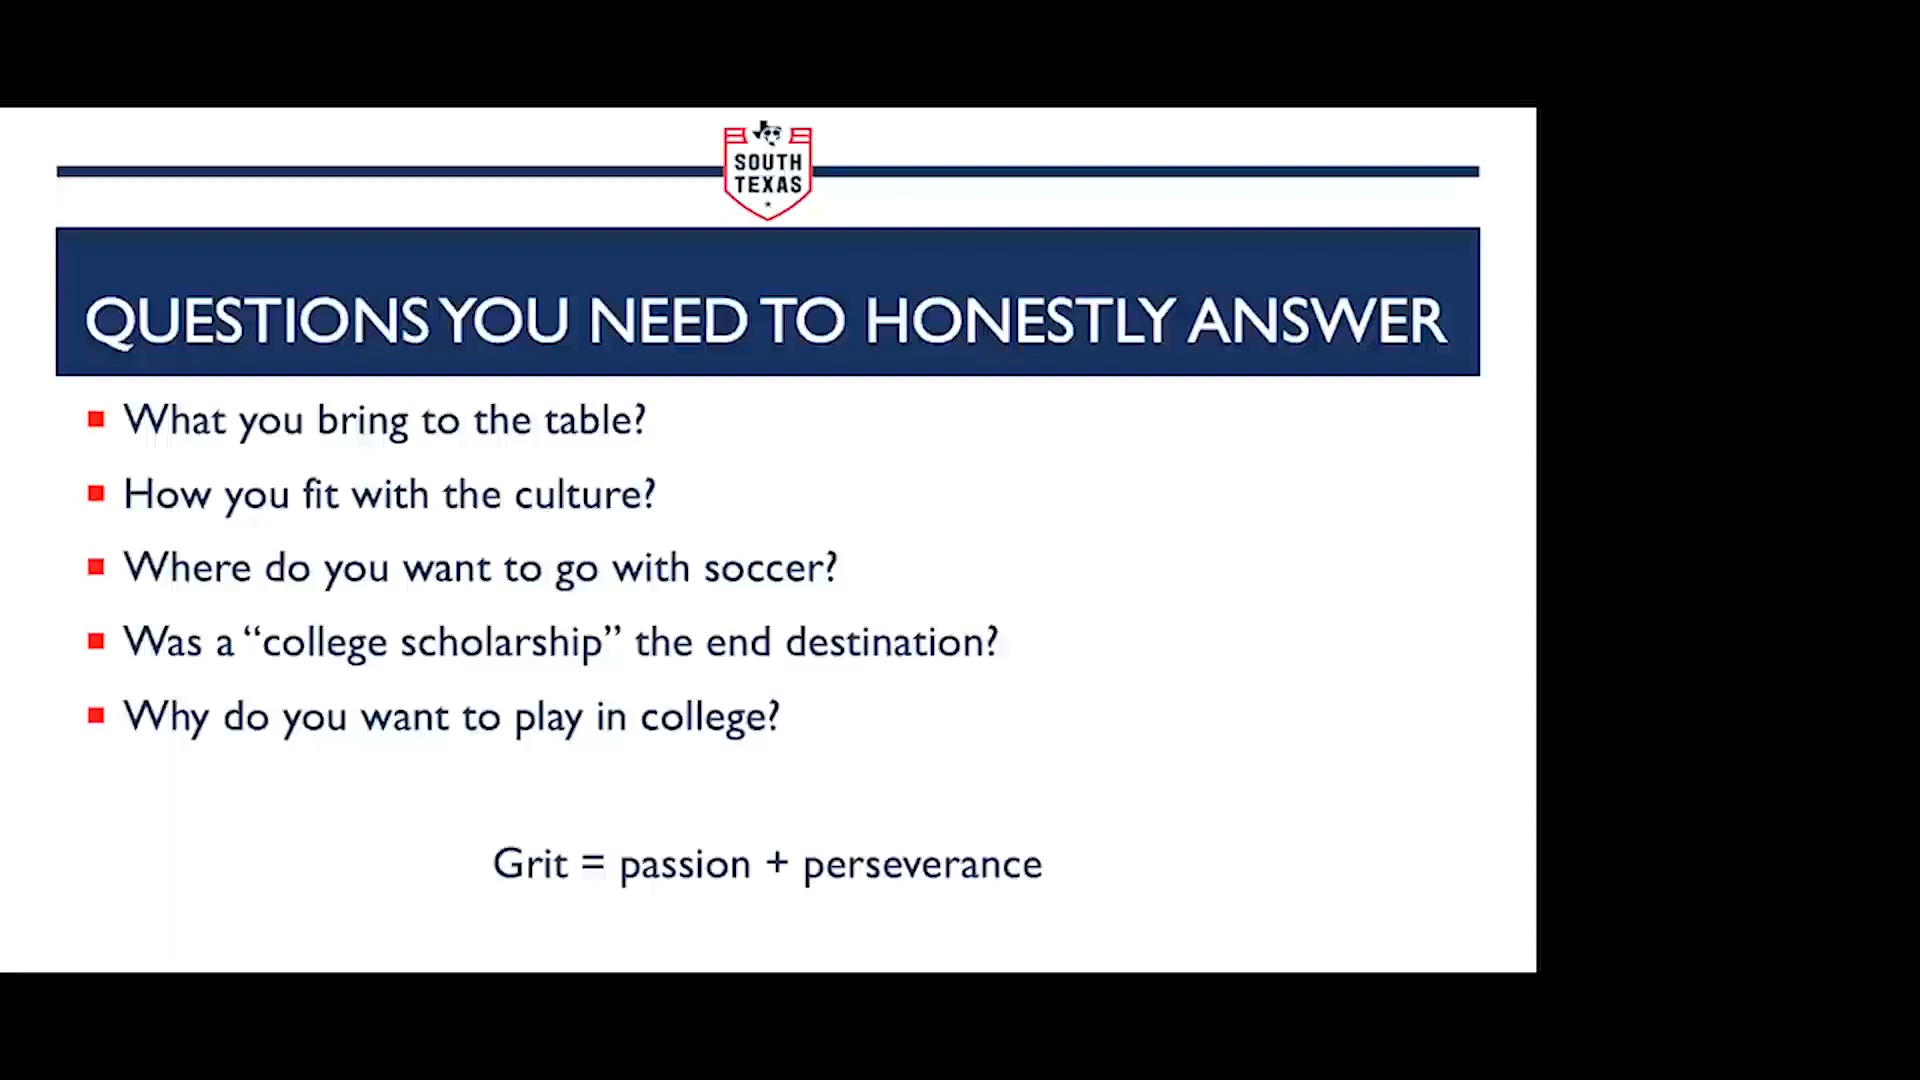 SOUTH
TEXAS
QUESTIONS YOU NEED TO HONESTLY ANSWER
What you bring to the table?
How you fit with the culture?
Where do you want to go with soccer?
Was a “college scholarship” the end destination?
Why do you want to play in college?
Grit = passion + perseverance